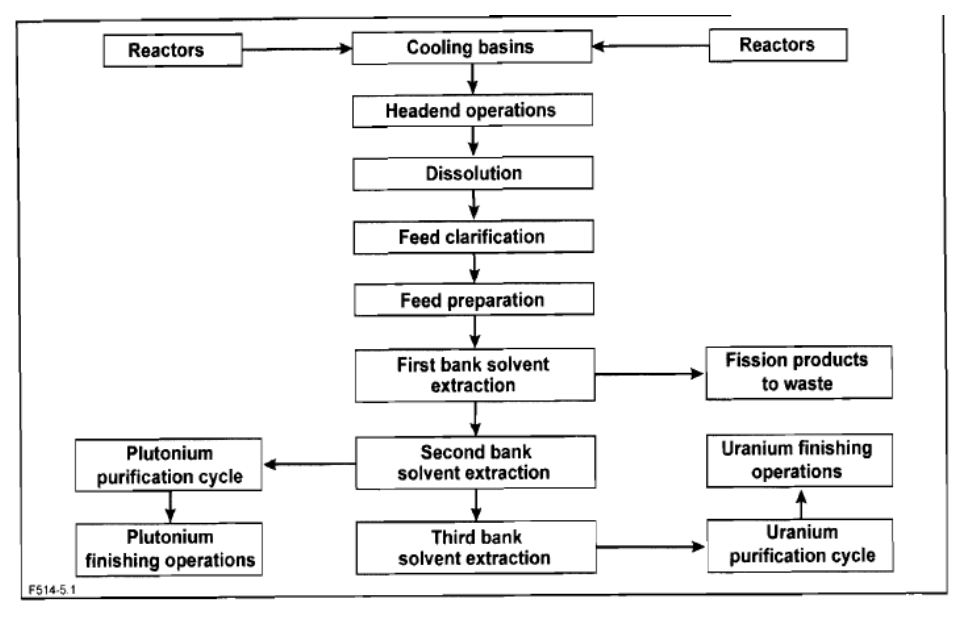 Reactors
Cooling basins
Reactors
Headend operations
Dissolution
Feed clarification
Feed preparation
First bank solvent
extraction
Fission products
to waste
Plutonium
purification cycle
Second bank
solvent extraction
Uranium finishing
operations
Plutonium
finishing operations
Third bank
solvent extraction
Uranium
purification cycle
F514-5.1